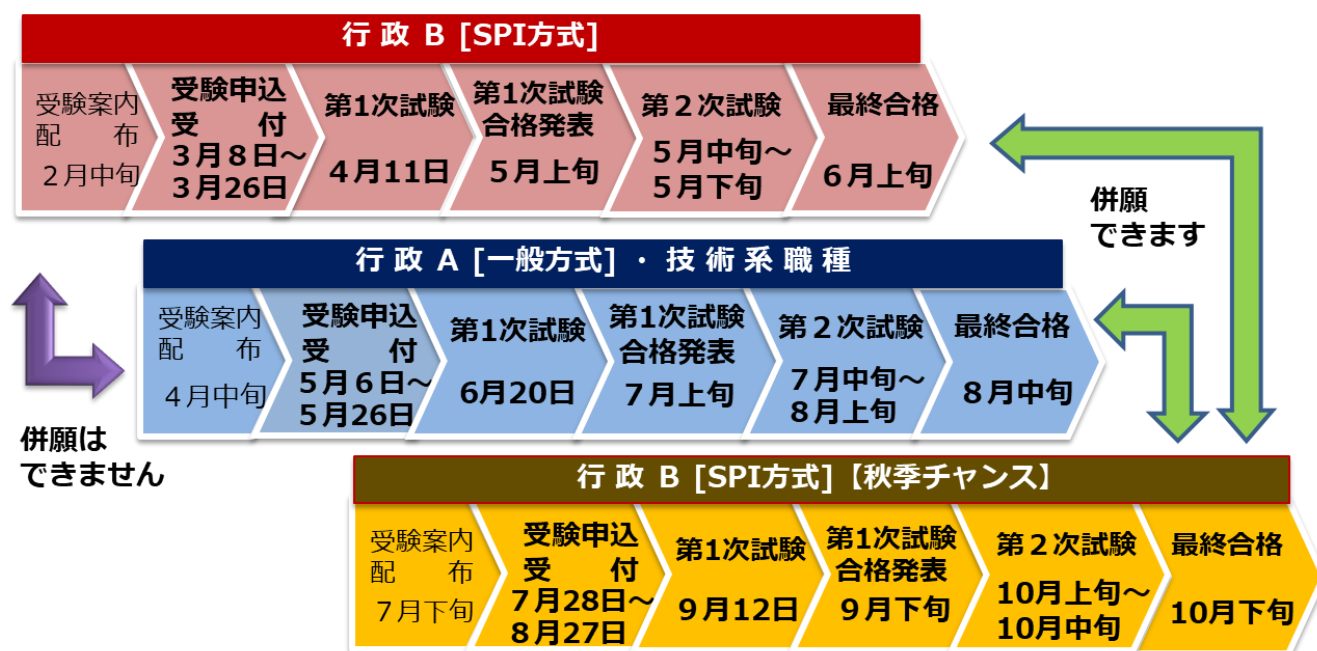 行政 B [SPI方式]
受験案内
配　　布
２月中旬
受験申込
受　　付
３月８日～
３月26日
第1次試験
４月11日
第1次試験
合格発表
５月上旬
第２次試験
５月中旬～
５月下旬
最終合格
６月上旬
併願
できます
行政 A [一般方式] ・ 技術系職種
受験案内
配　　布
４月中旬
受験申込
受　　付
５月６日～
５月26日
第1次試験
6月20日
第1次試験
合格発表
７月上旬
第２次試験
７月中旬～
８月上旬
最終合格
８月中旬
併願は
できません
行政 B [SPI方式]【秋季チャンス】
受験案内
配　　布
７月下旬
受験申込
受　　付
７月28日～
８月27日
第1次試験
９月12日
第1次試験
合格発表
９月下旬
第２次試験
10月上旬～
10月中旬
最終合格
10月下旬